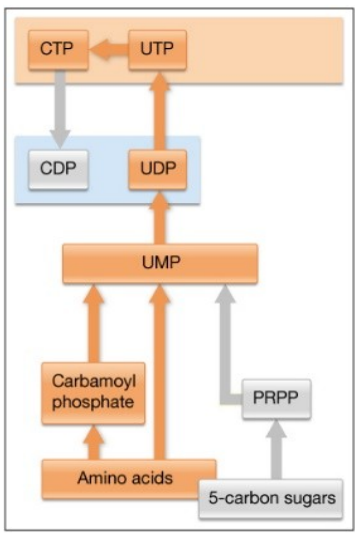 CTP
UTP
CDP
UDP
UMP
Carbamoyl
phosphate
PRPP
Amino acids
5-carbon sugars